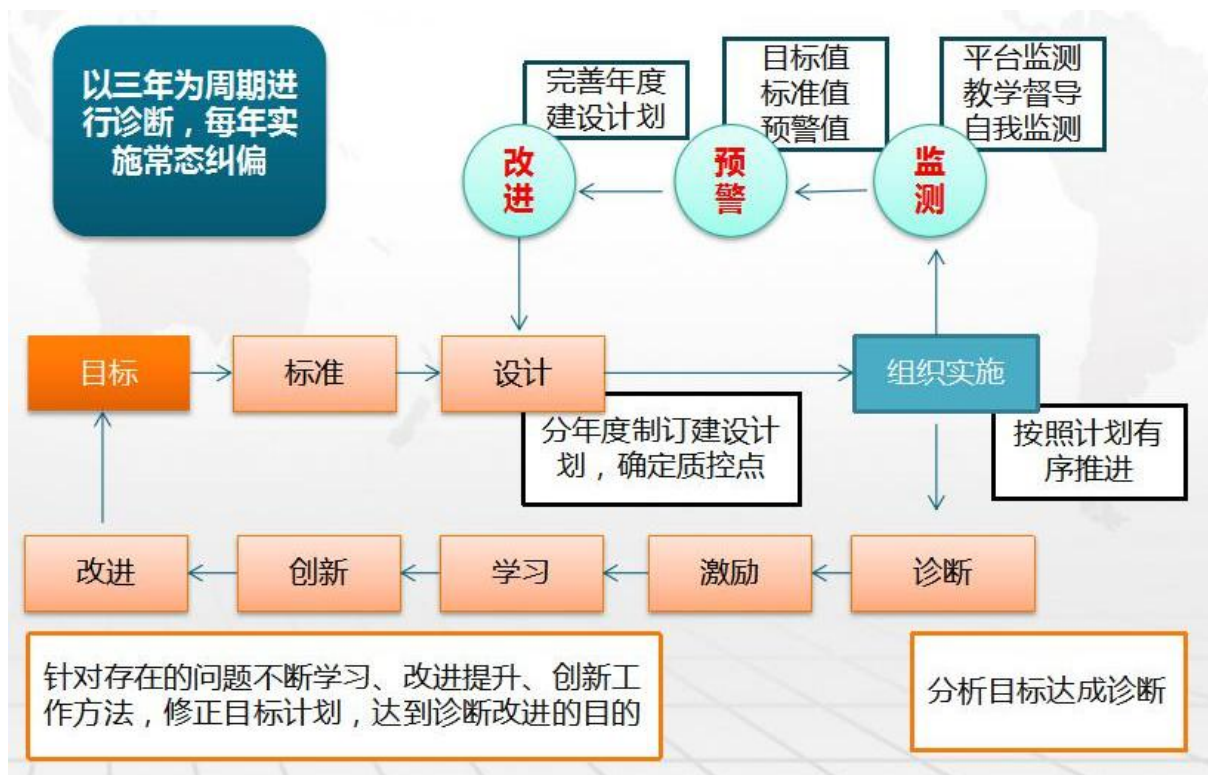 以三年为周期进
行诊断，每年实
施常态纠偏
完善年度
建设计划
目标值
标准值
预警值
平台监测
教学督导
自我监测
改
进
预
警
监
测
目标
标准
设计
组织实施
分年度制订建设计
划，确定质控点
按照计划有
序推进
改进
创新
学习
激励
诊断
针对存在的问题不断学习、改进提升、创新工
作方法，修正目标计划，达到诊断改进的目的
分析目标达成诊断